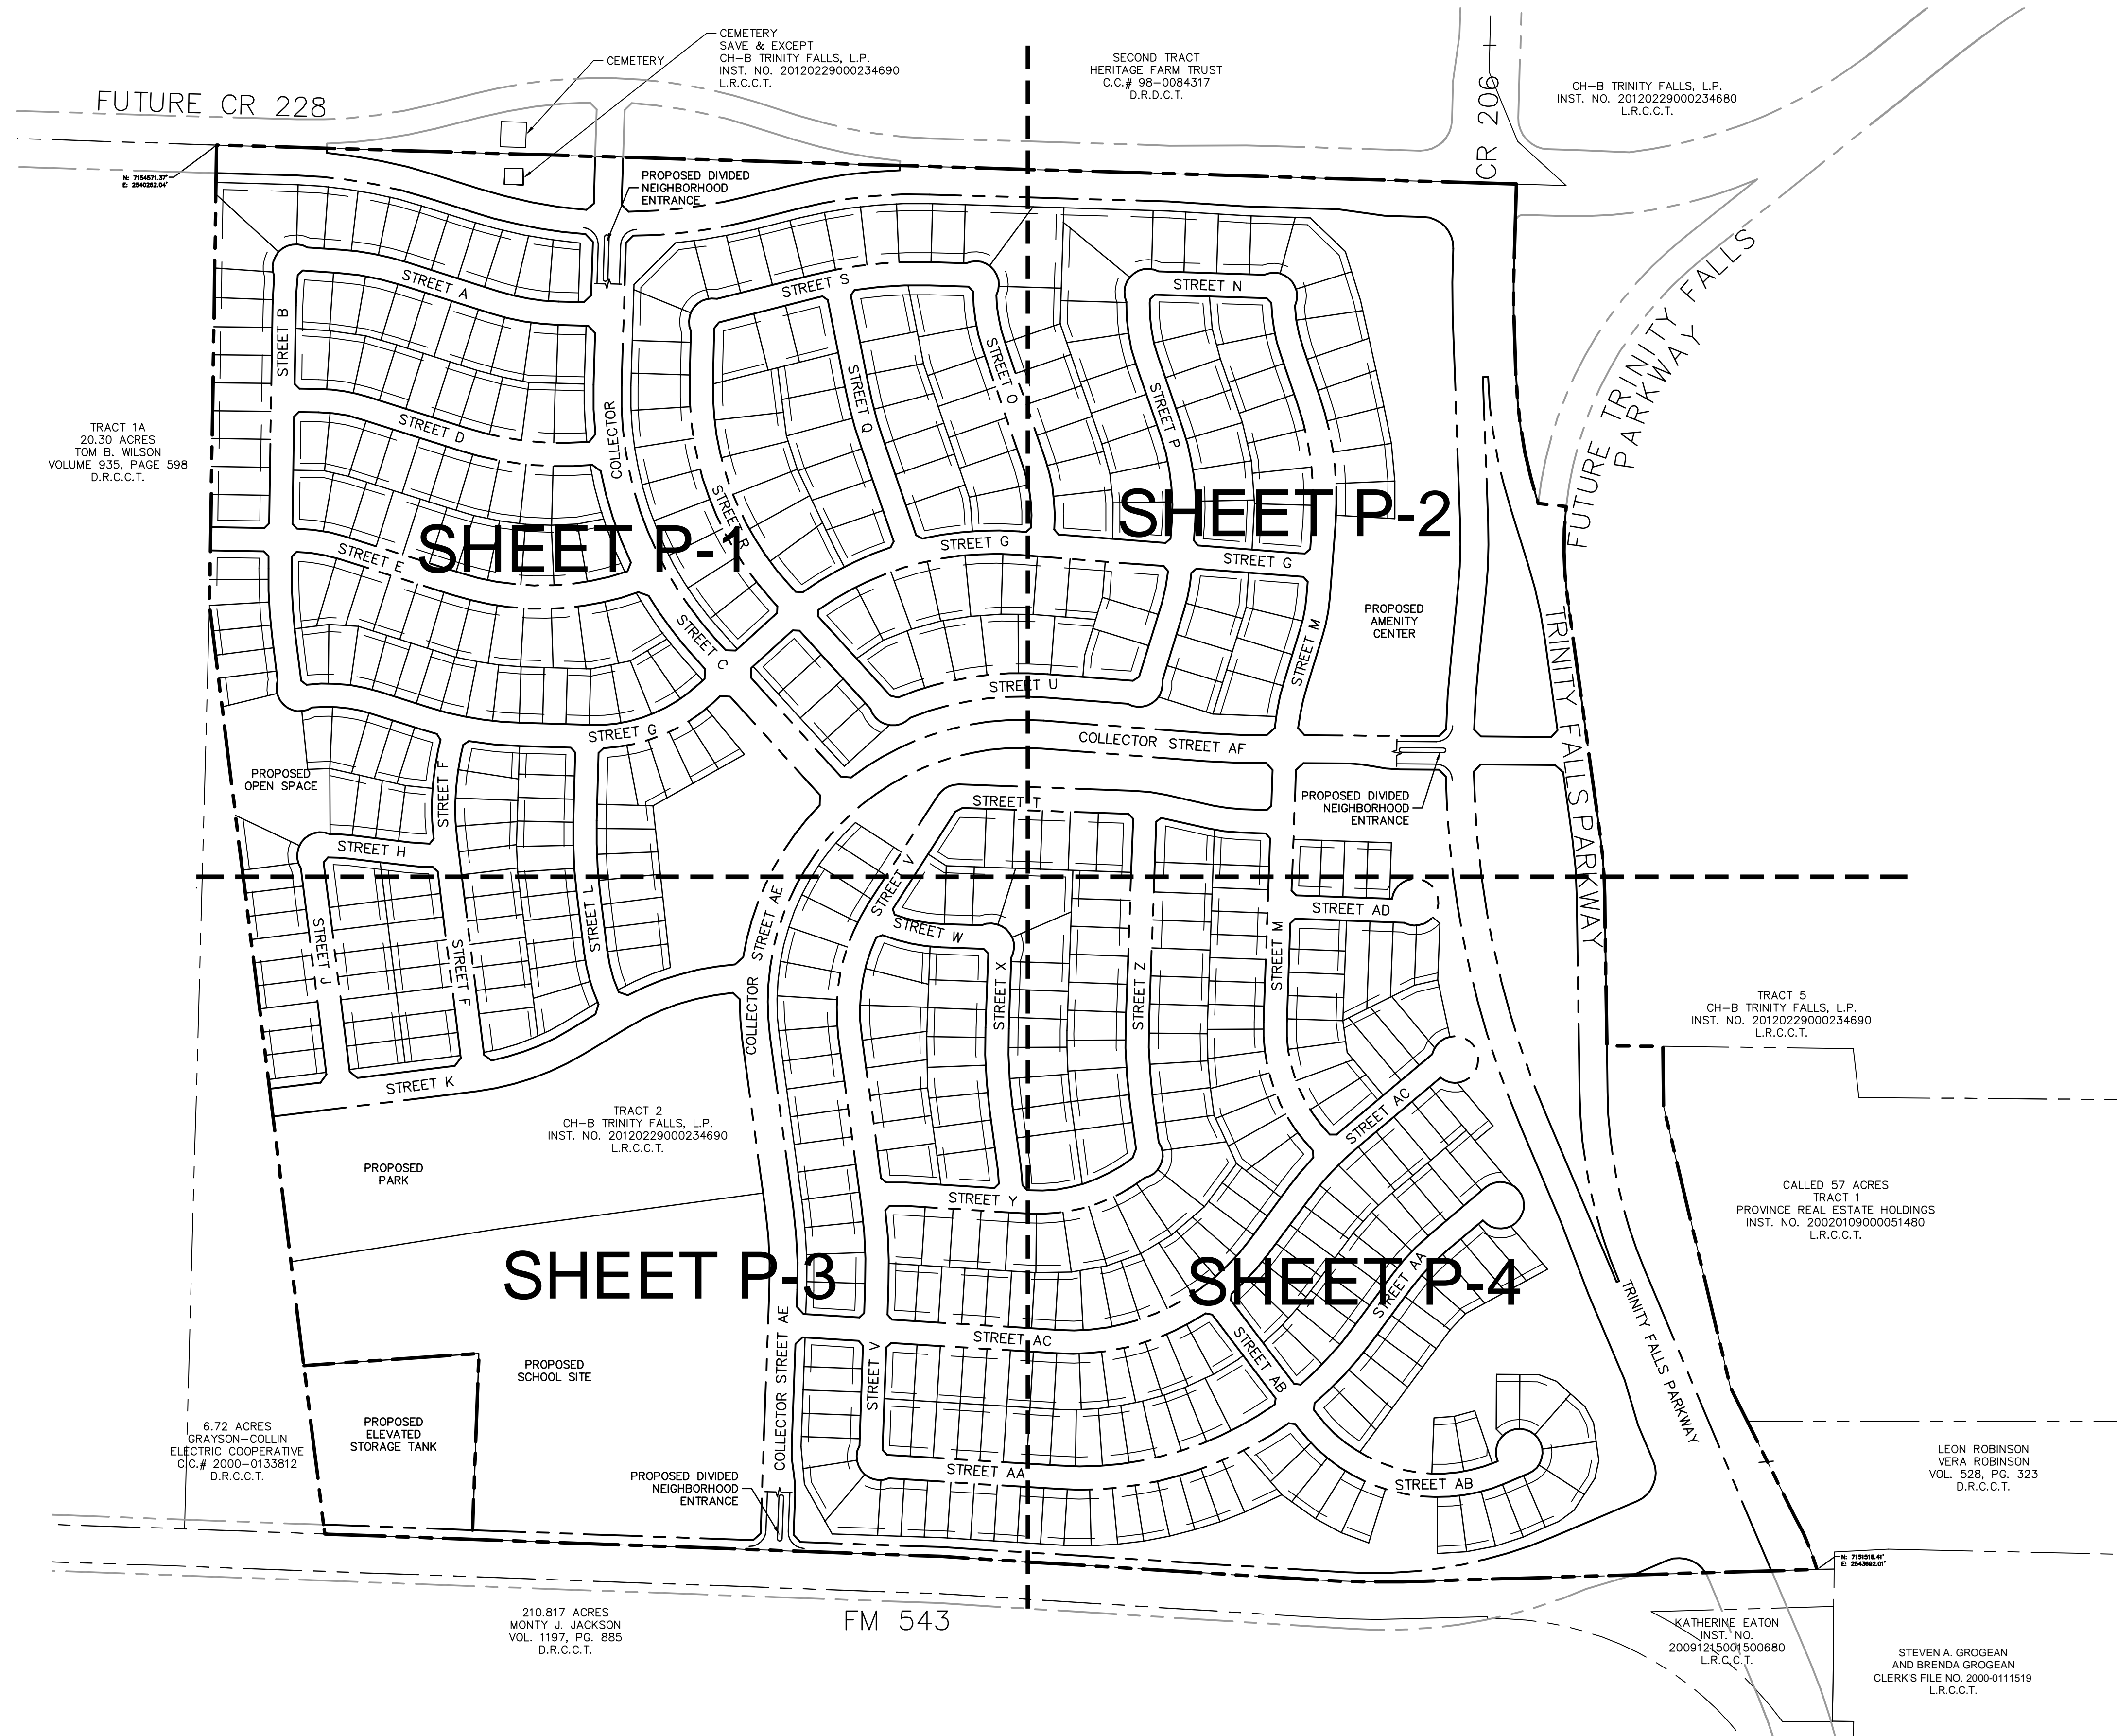 CEMETERY
CEMETERY
SAVE & EXCEPT
CH-B TRINITY FALLS, L.P.
INST. NO. 20120229000234690
L.R.C.C.T.
SECOND TRACT
HERITAGE FARM TRUST
C.C.# 98-0084317
D.R.D.C.T.
CR 206
CH-B TRINITY FALLS, L.P.
INST. NO. 20120229000234680
L.R.C.C.T.
FUTURE CR 228
N: 7154571.37'
E: 2540262.04'
PROPOSED DIVIDED
NEIGHBORHOOD
ENTRANCE
FUTURE TRINITY FALLS
PARKWAY
STREET A
STREET B
STREET S
STREET N
STREET O
STREET Q
STREET P
STREET D
COLLECTOR
STREET R
TRACT 1A
20.30 ACRES
TOM B. WILSON
VOLUME 935, PAGE 598
D.R.C.C.T.
SHEET P-1
SHEET P-2
STREET E
STREET G
STREET G
PROPOSED
AMENITY
CENTER
STREET C
STREET M
TRINITY FALLS PARKWAY
STREET U
STREET G
COLLECTOR STREET AF
PROPOSED
OPEN SPACE
STREET F
STREET T
PROPOSED DIVIDED
NEIGHBORHOOD
ENTRANCE
STREET H
STREET V
STREET L
STREET J
STREET F
COLLECTOR STREET AE
STREET W
STREET X
STREET Z
STREET M
STREET AD
TRACT 5
CH-B TRINITY FALLS, L.P.
INST. NO. 20120229000234690
L.R.C.C.T.
STREET K
STREET AC
TRACT 2
CH-B TRINITY FALLS, L.P.
INST. NO. 20120229000234690
L.R.C.C.T.
PROPOSED
PARK
STREET Y
CALLED 57 ACRES
TRACT 1
PROVINCE REAL ESTATE HOLDINGS
INST. NO. 20020109000051480
L.R.C.C.T.
SHEET P-3
SHEET P-4
STREET AA
STREET AC
STREET AB
TRINITY FALLS PARKWAY
STREET V
COLLECTOR STREET AE
PROPOSED
SCHOOL SITE
PROPOSED
ELEVATED
STORAGE TANK
6.72 ACRES
GRAYSON-COLLIN
ELECTRIC COOPERATIVE
C.C.# 2000-0133812
D.R.C.C.T.
PROPOSED DIVIDED
NEIGHBORHOOD
ENTRANCE
STREET AA
STREET AB
LEON ROBINSON
VERA ROBINSON
VOL. 528, PG. 323
D.R.C.C.T.
N: 7151518.41'
E: 2543692.01'
210.817 ACRES
MONTY J. JACKSON
VOL. 1197, PG. 885
D.R.C.C.T.
FM 543
KATHERINE EATON
INST. NO.
20091215001500680
L.R.C.C.T.
STEVEN A. GROGEAN
AND BRENDA GROGEAN
CLERK'S FILE NO. 2000-0111519
L.R.C.C.T.